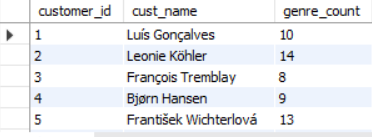 customer_id cust_name genre_count
1 Luís Gonçalves 10
2 Leonie Köhler 14
3 François Tremblay 8
4 Bjørn Hansen 9
5 František Wichterlová 13